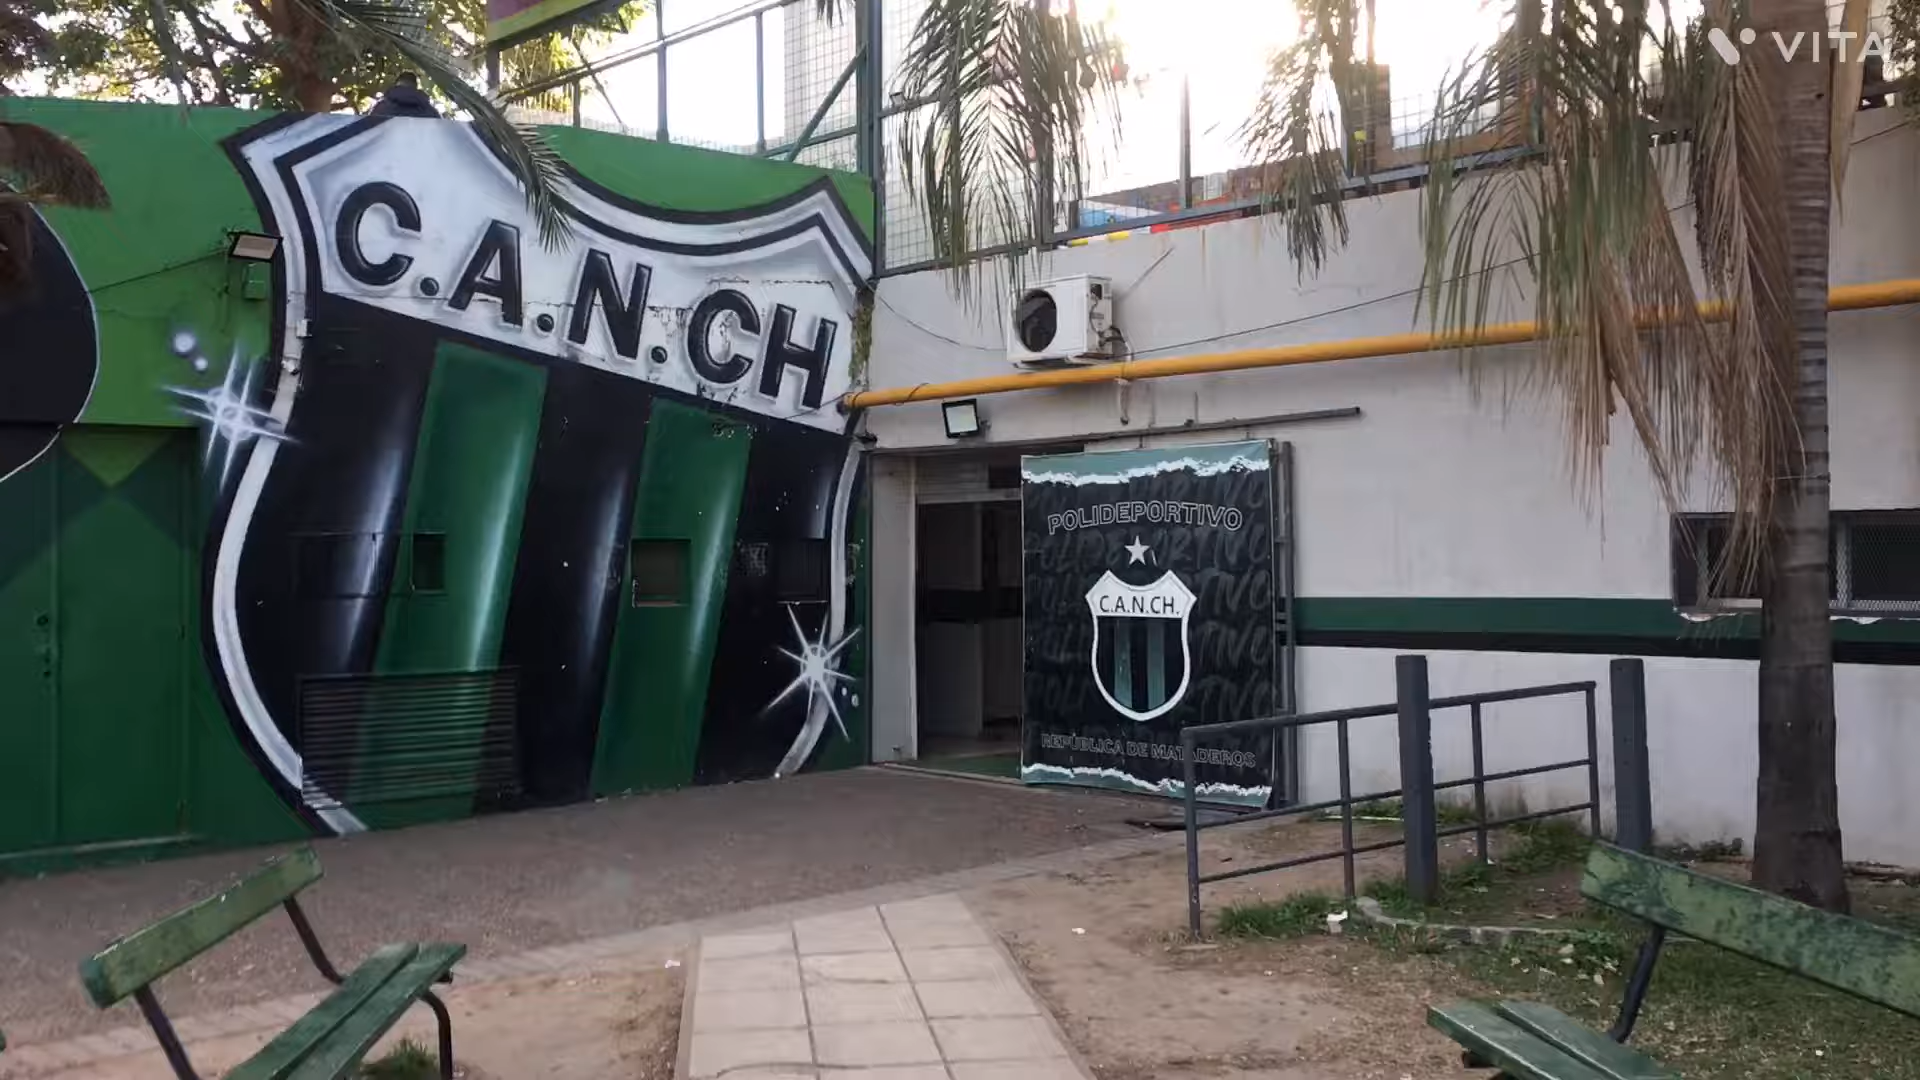 VITA
C.A.N.CH.
POLIDEPORTIVO
C.A.N.CH.
REPÚBLICA DE MATADEROS